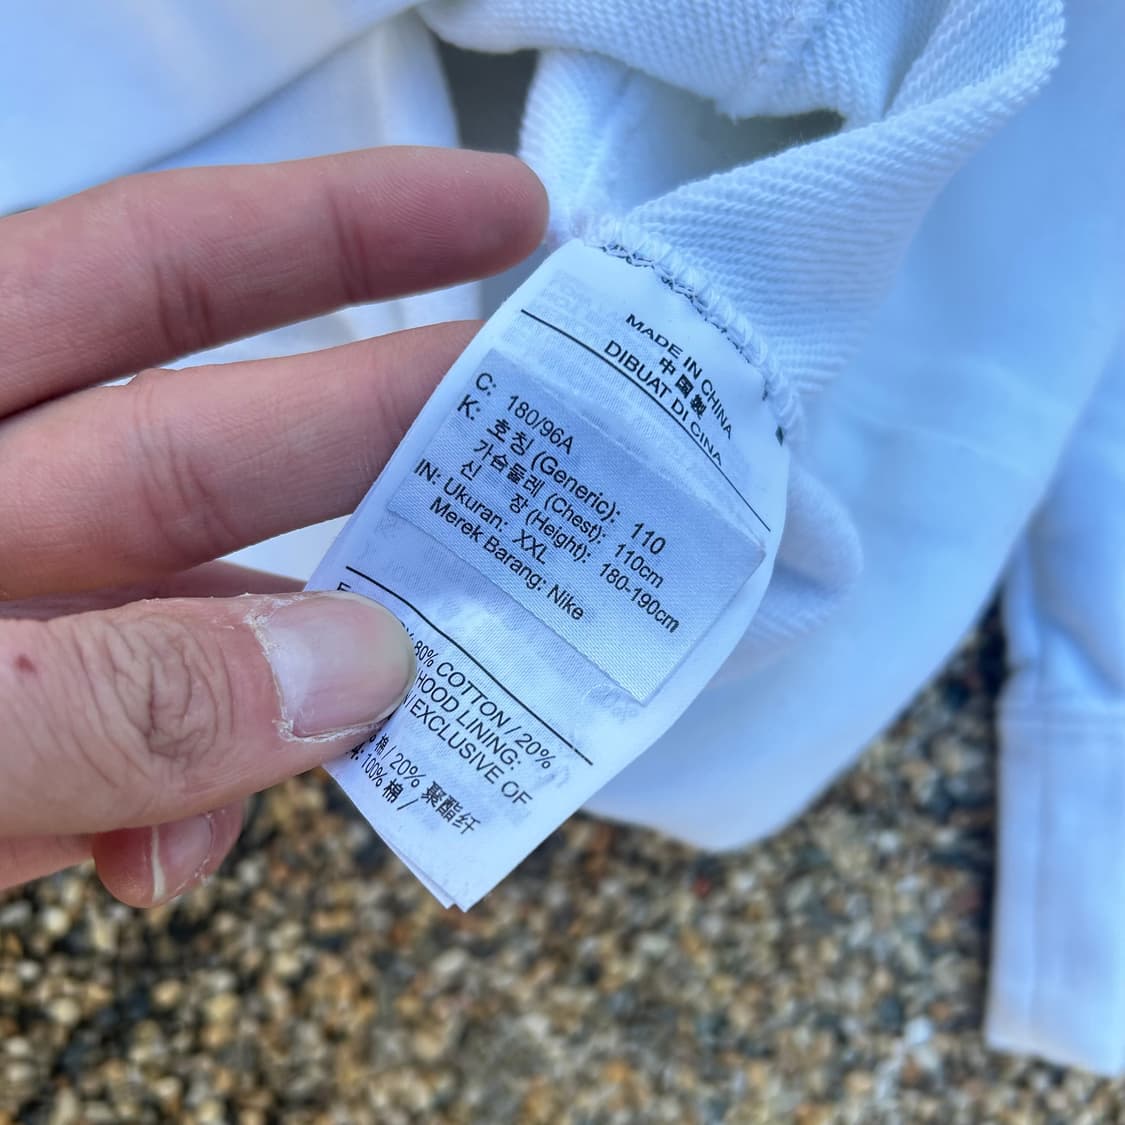 MADE IN CHINA
中国製
DIBUAT DI CINA
C: 180/96A
K: 호칭 (Generic): 110
가슴둘레 (Chest): 110cm
신 장 (Height): 180-190cm
IN: Ukuran: XXL
Merek Barang: Nike
80% COTTON / 20%
HOOD LINING:
/ EXCLUSIVE OF
棉 / 20% 聚酯纤
100% 棉 /